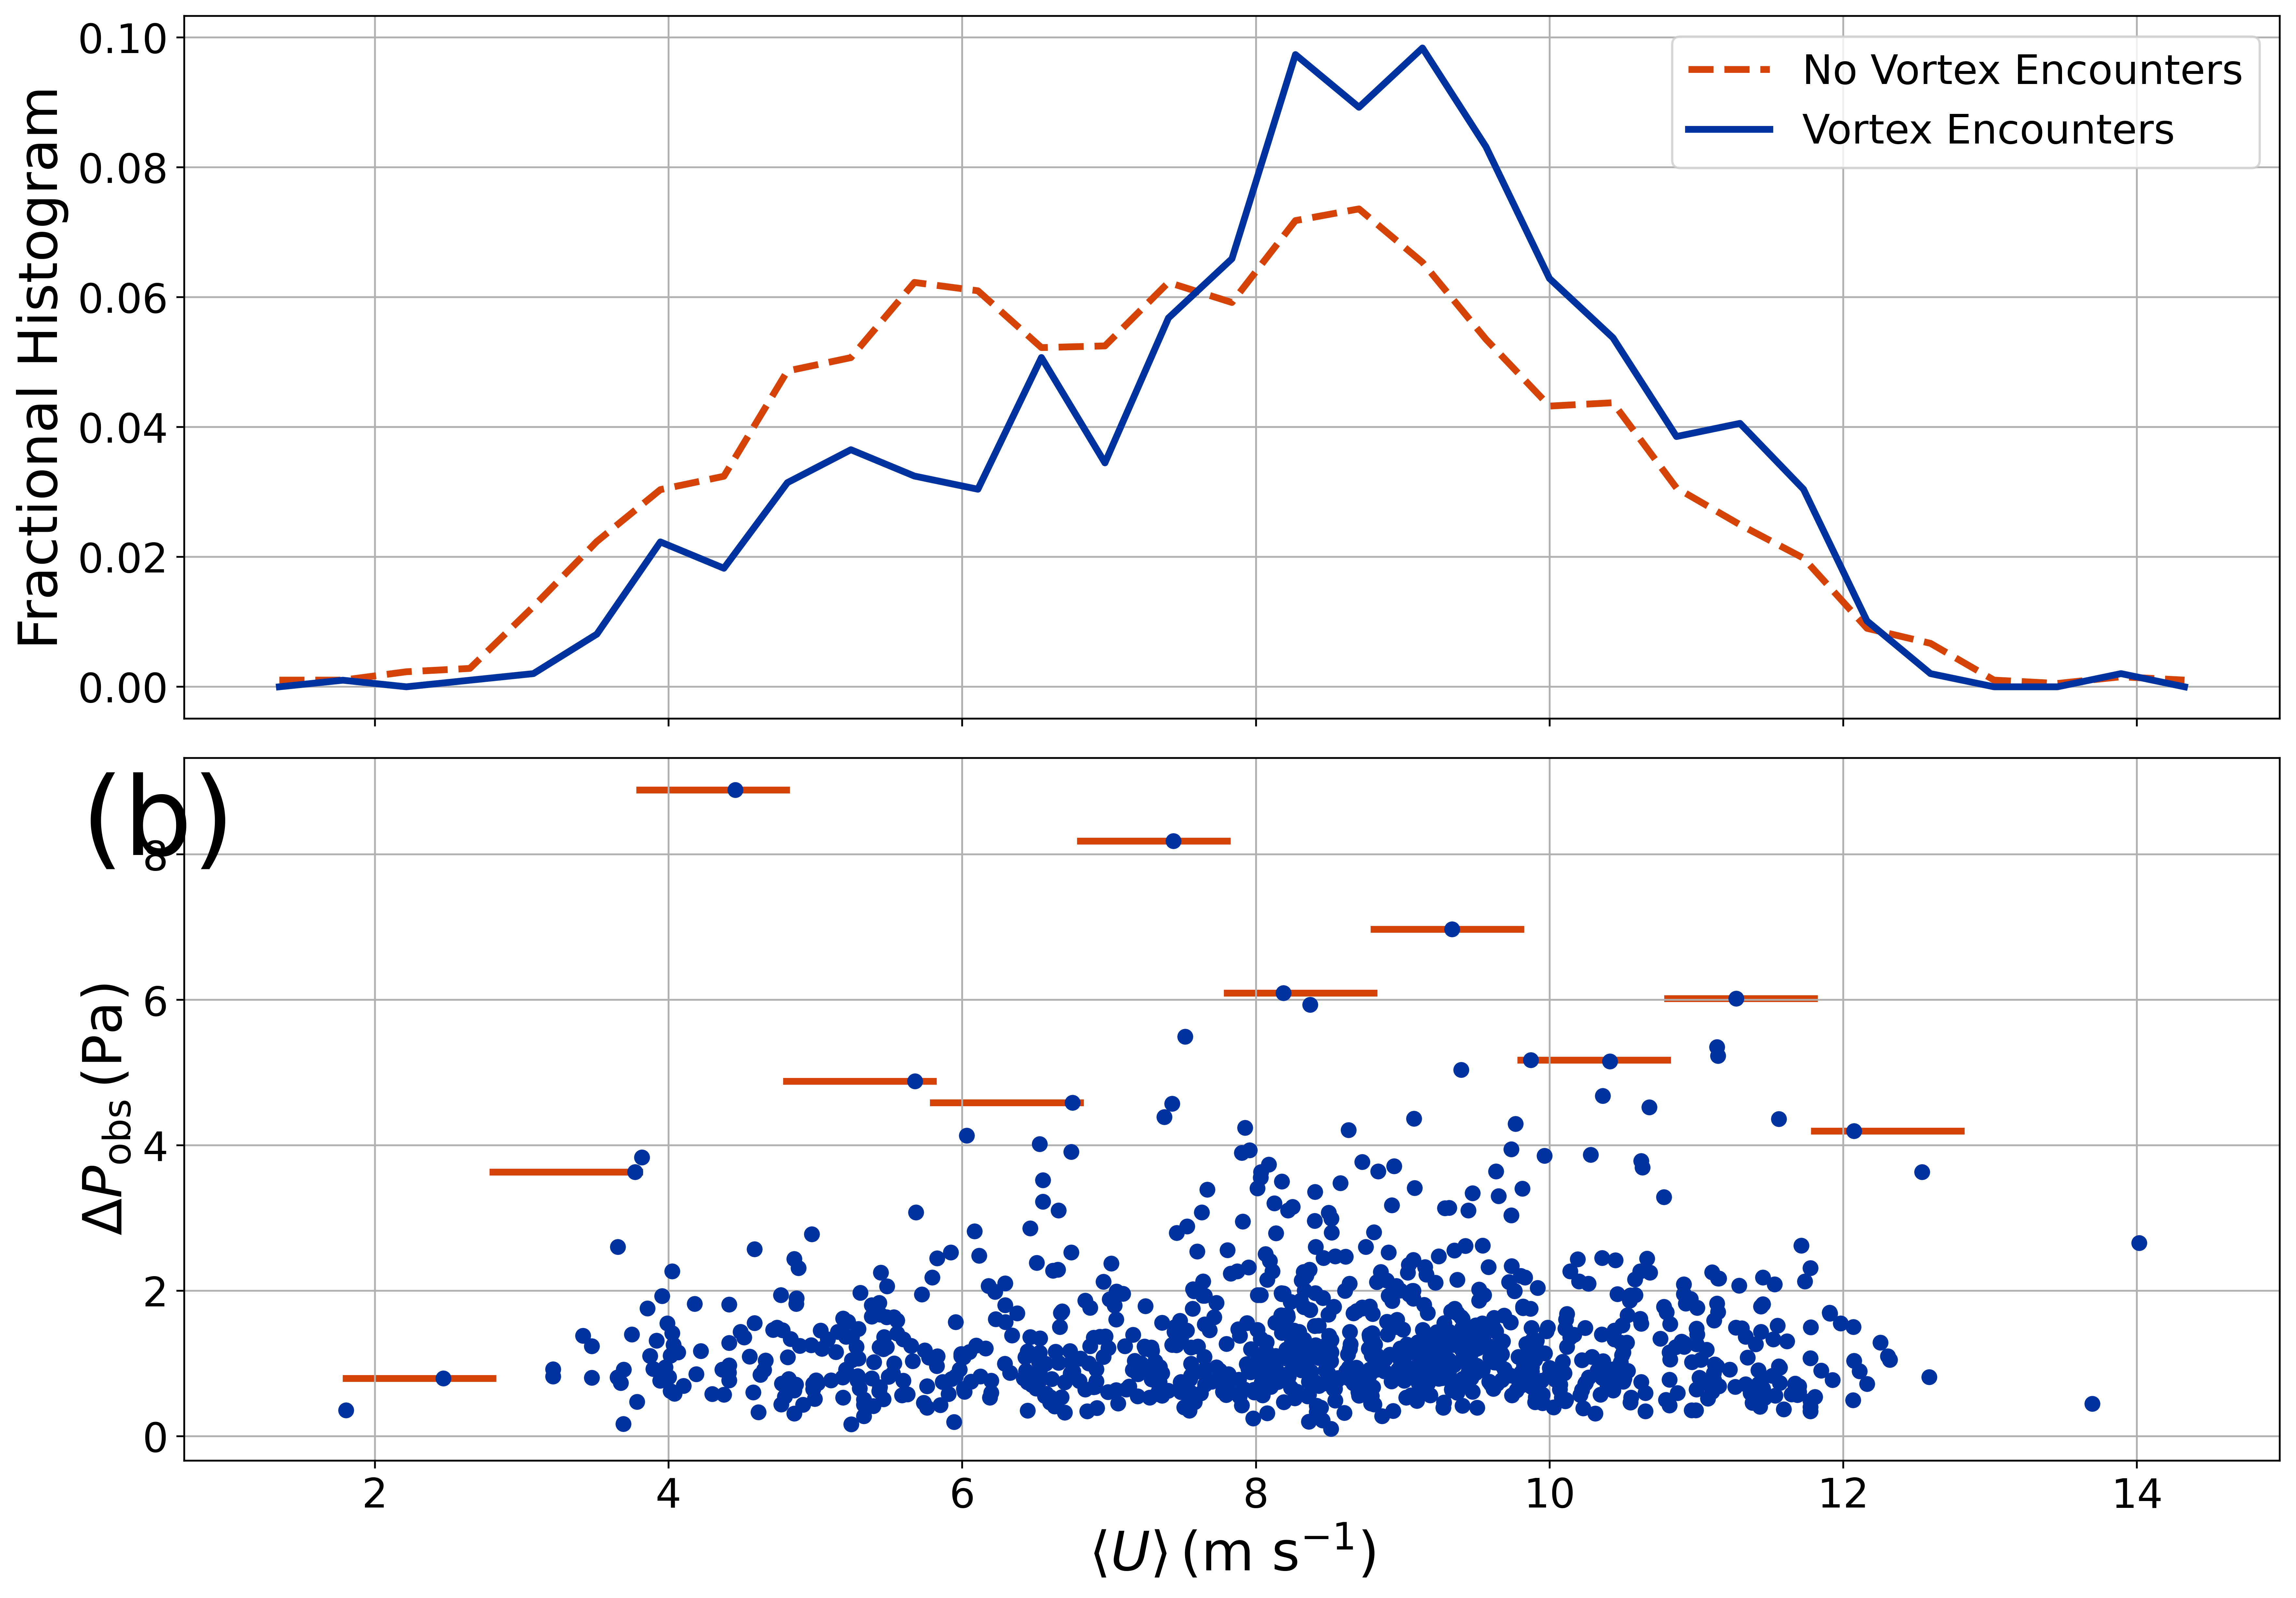 0.10
0.08
0.06
0.04
0.02
0.00
Fractional Histogram
No Vortex Encounters
Vortex Encounters
(b)
8
6
4
2
0
ΔP_obs (Pa)
2 4 6 8 10 12 14
⟨U⟩ (m s⁻¹)